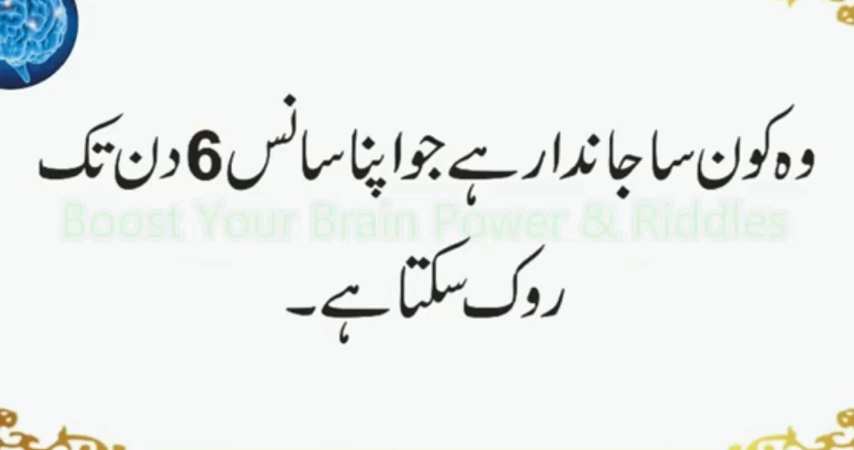 وہ کون سا جاندار ہے جو اپنا سانس 6 دن تک
Boost Your Brain Power & Riddles
روک سکتا ہے۔